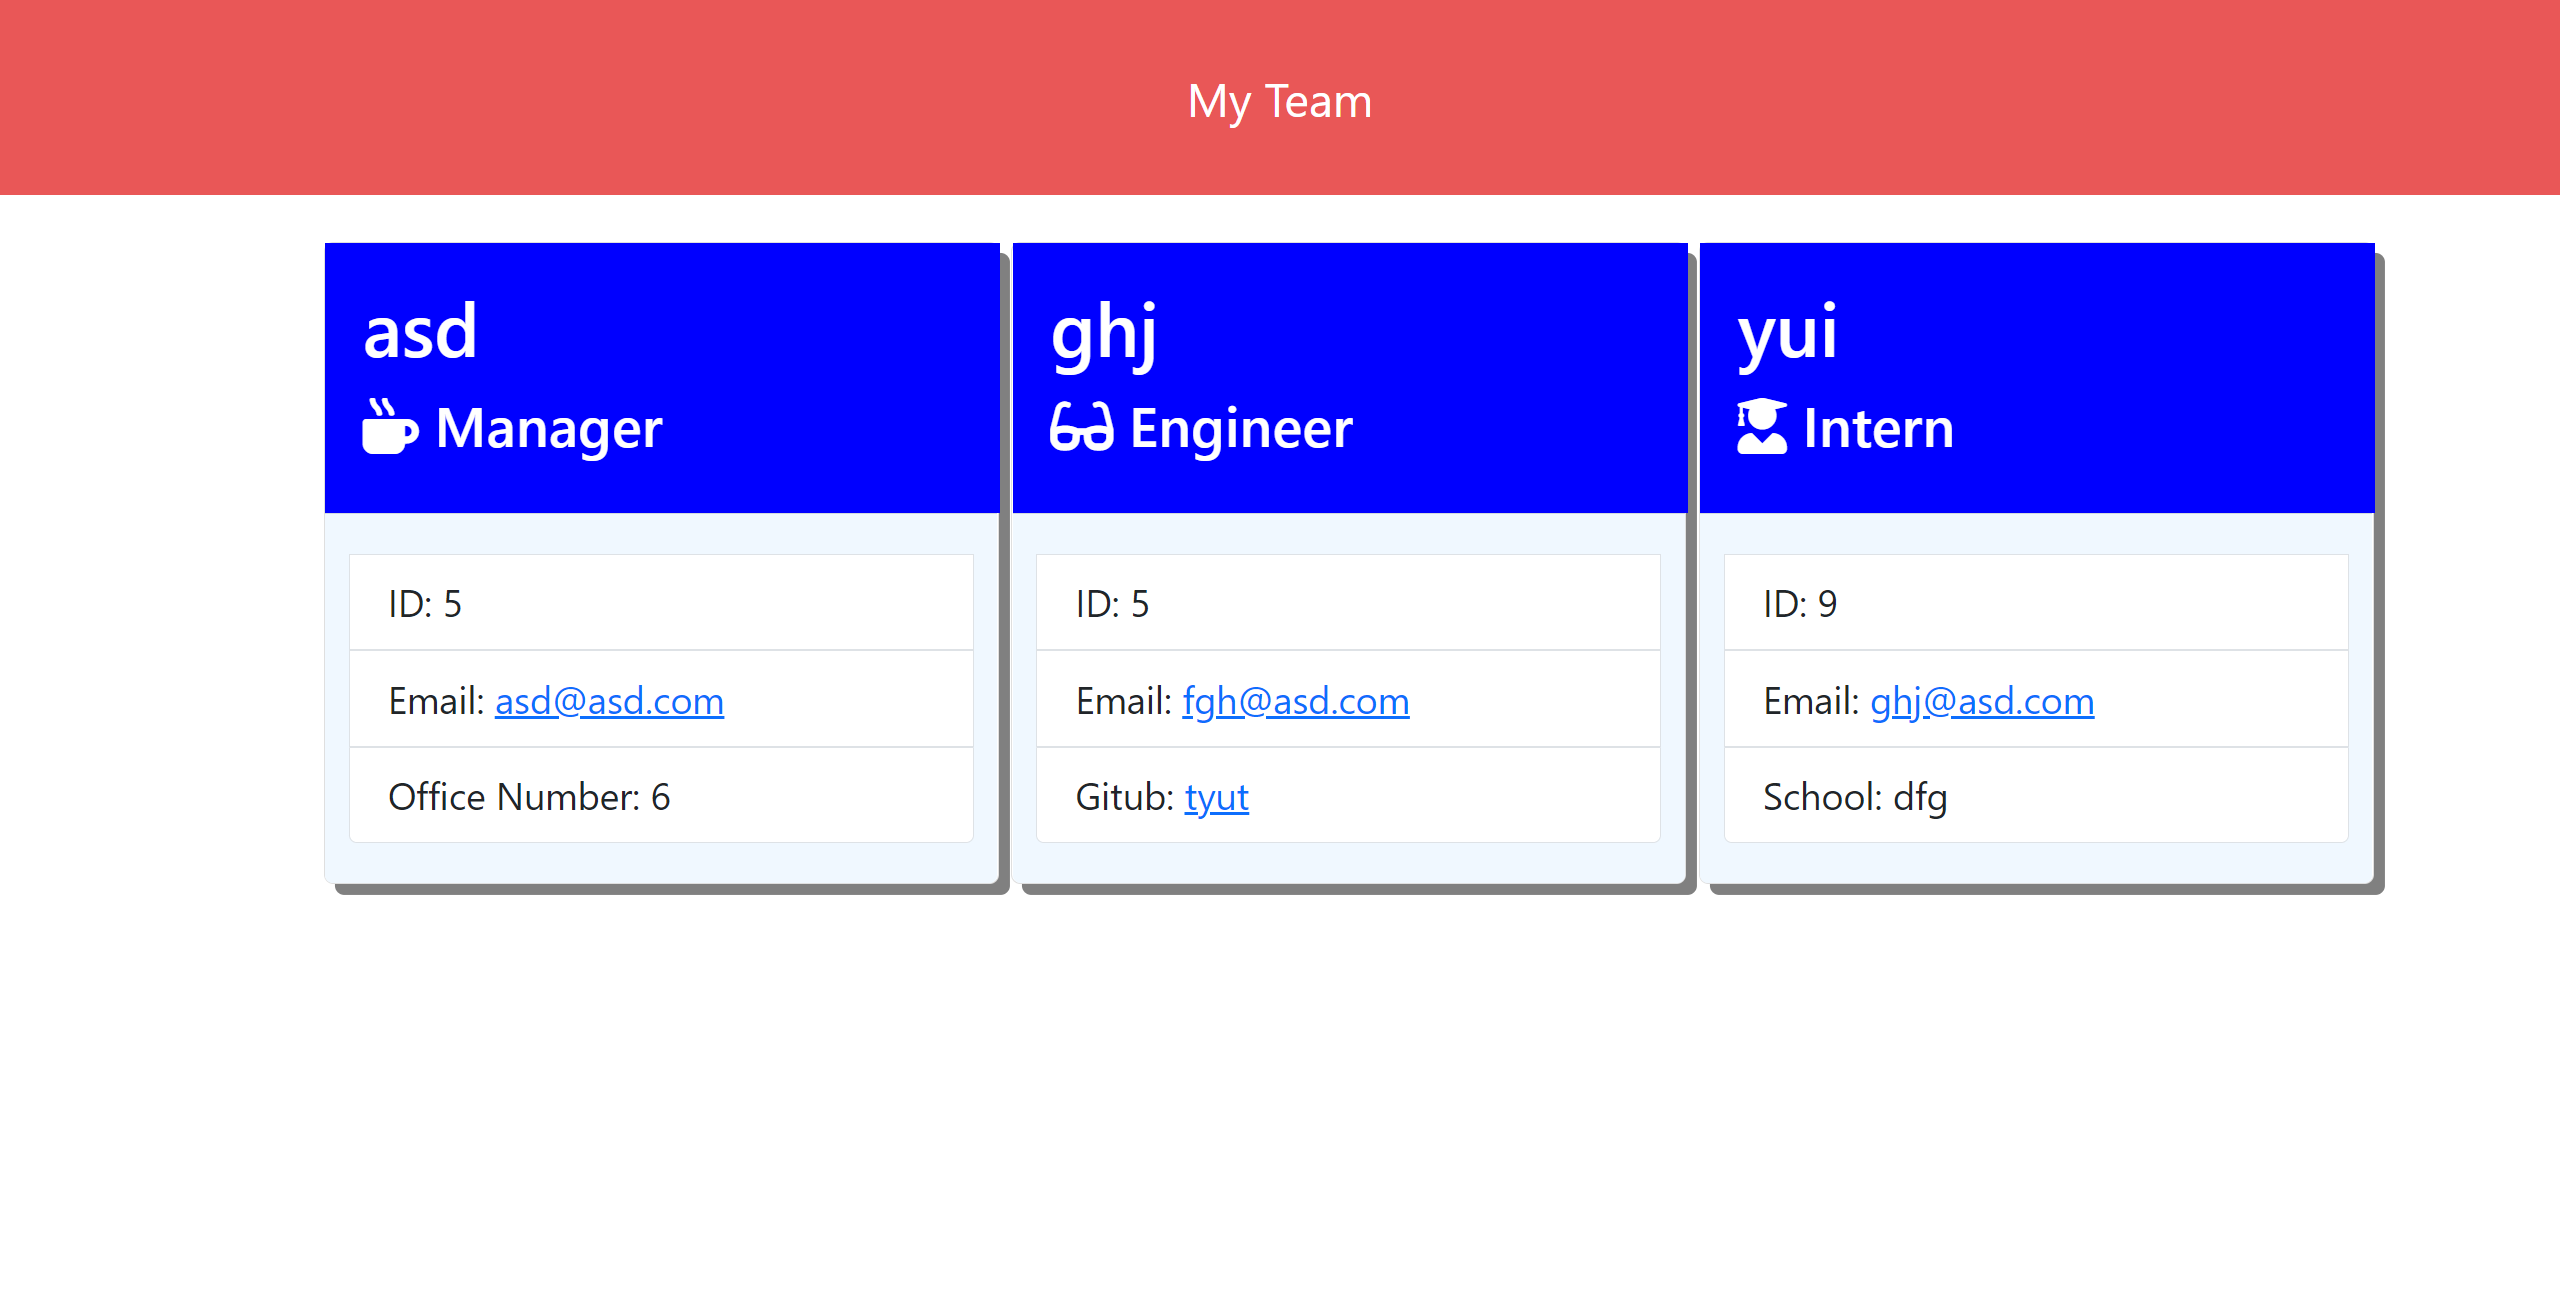 My Team
asd
Manager
ID: 5
Email: asd@asd.com
Office Number: 6
ghj
Engineer
ID: 5
Email: fgh@asd.com
Gitub: tyut
yui
Intern
ID: 9
Email: ghj@asd.com
School: dfg